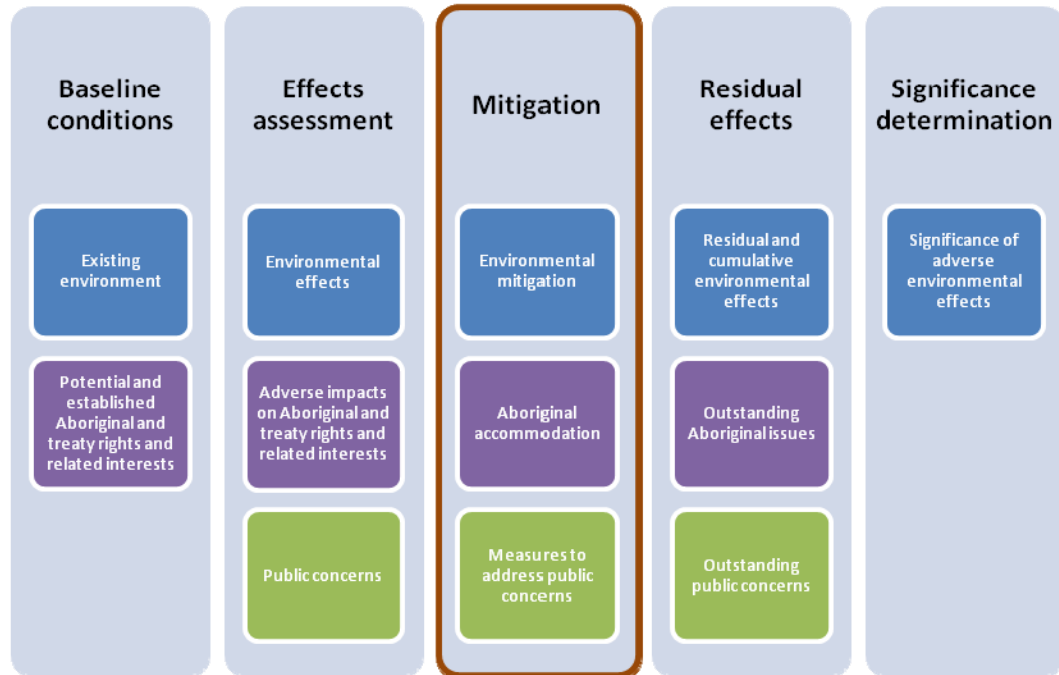 Baseline
conditions
Existing
environment
Potential and
established
Aboriginal and
treaty rights and
related interests
Effects
assessment
Environmental
effects
Adverse impacts
on Aboriginal and
treaty rights and
related interests
Public concerns
Mitigation
Environmental
mitigation
Aboriginal
accommodation
Measures to
address public
concerns
Residual
effects
Residual and
cumulative
environmental
effects
Outstanding
Aboriginal issues
Outstanding
public concerns
Significance
determination
Significance of
adverse
environmental
effects